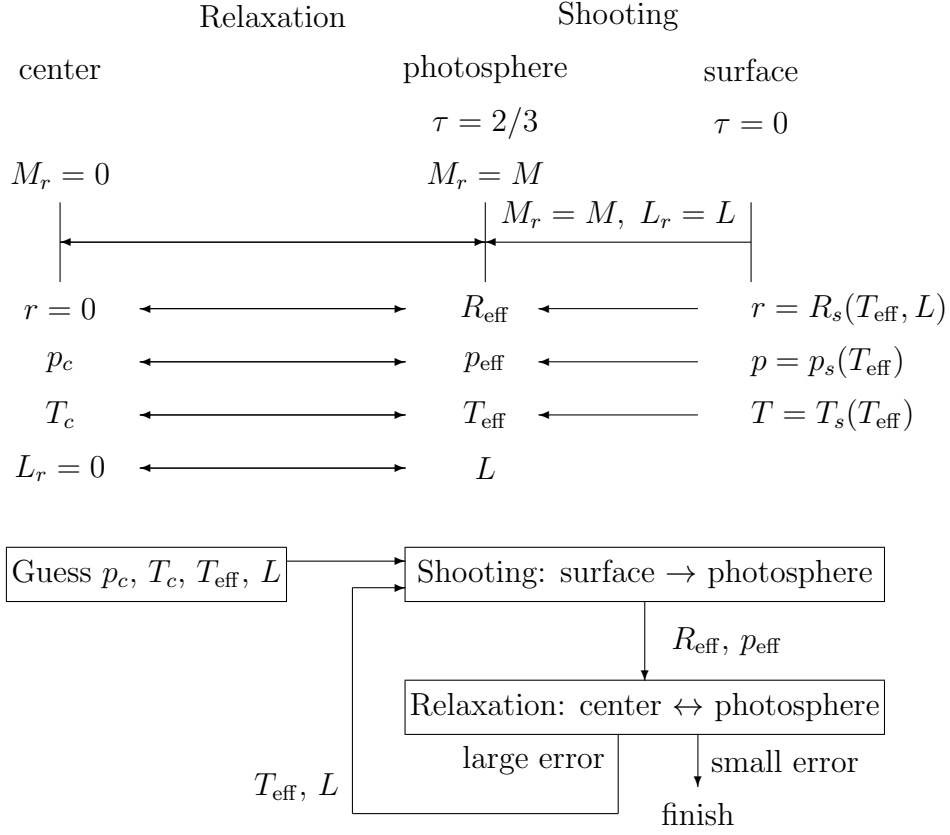 Relaxation Shooting
center photosphere surface
τ = 2/3 τ = 0
M_r = 0 M_r = M
M_r = M, L_r = L
r = 0 R_eff r = R_s(T_eff, L)
p_c p_eff p = p_s(T_eff)
T_c T_eff T = T_s(T_eff)
L_r = 0 L
Guess p_c, T_c, T_eff, L Shooting: surface → photosphere
R_eff, p_eff
Relaxation: center ↔ photosphere
large error small error
T_eff, L
finish